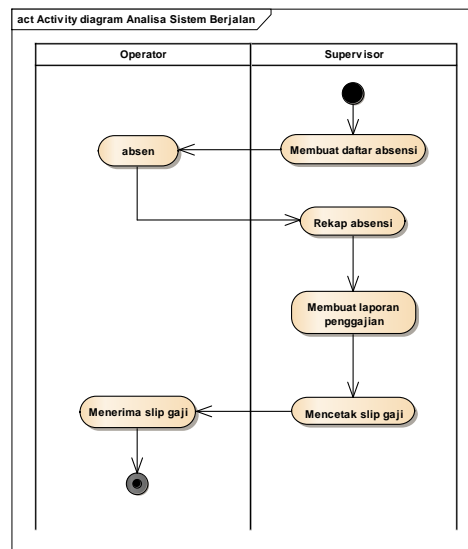 act Activity diagram Analisa Sistem Berjalan
Operator
Supervisor
absen
Membuat daftar absensi
Rekap absensi
Membuat laporan
penggajian
Menerima slip gaji
Mencetak slip gaji